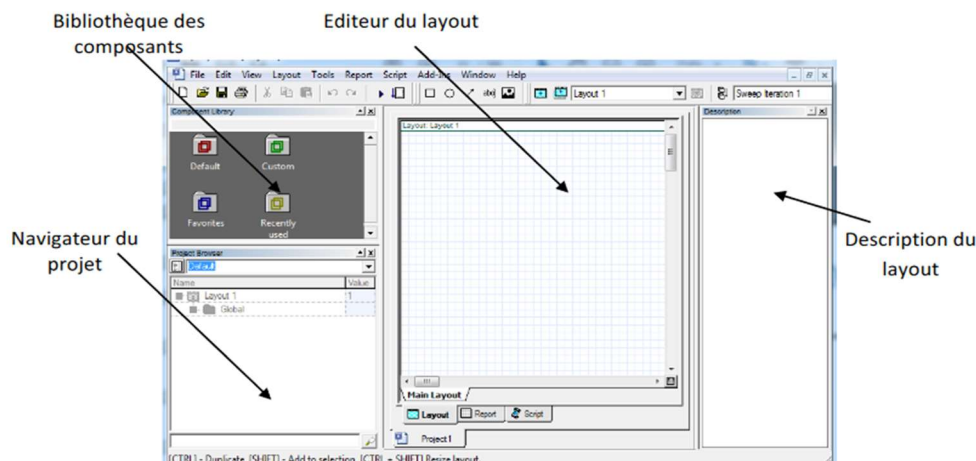 Bibliothèque des
composants
Editeur du layout
File Edit View Layout Tools Report Script Add-Ins Window Help
Layout 1
Sweep Iteration 1
Component Library
Description
Layout: Layout 1
Default
Custom
Favorites
Recently
used
Navigateur du
projet
Description du
layout
Project Browser
Default
Name
Value
Layout 1
1
Global
Main Layout
Layout
Report
Script
Project 1
[CTRL] - Duplicate, [SHIFT] - Add to selection, [CTRL + SHIFT] Resize layout